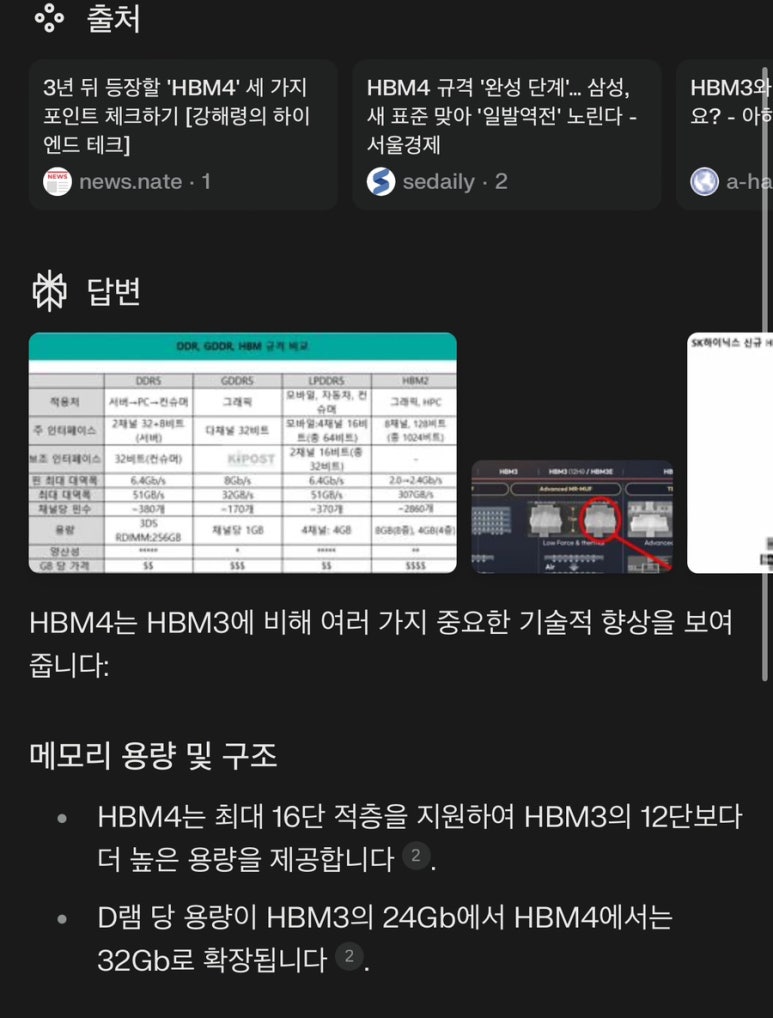 출처
3년 뒤 등장할 'HBM4' 세 가지
포인트 체크하기 [강해령의 하이
엔드 테크]
NEWS
news.nate · 1
HBM4 규격 '완성 단계'... 삼성,
새 표준 맞아 '일발역전' 노린다 -
서울경제
sedaily · 2
HBM3와
요? - 아하
a-ha
답변
DDR, GDDR, HBM 규격 비교
DDR5 GDDR5 LPDDR5 HBM2
적용처 서버→PC→컨슈머 그래픽 모바일, 자동차, 컨슈머 그래픽, HPC
주 인터페이스 2채널 32+8비트(서버) 다채널 32비트 모바일:4채널 16비트(총 64비트) 8채널, 128비트(총 1024비트)
보조 인터페이스 32비트(컨슈머) 2채널 16비트(총 32비트) -
KIPOST
핀 최대 대역폭 6.4Gb/s 8Gb/s 6.4Gb/s 2.0→2.4Gb/s
최대 대역폭 51GB/s 32GB/s 51GB/s 307GB/s
채널당 핀수 ~380개 ~170개 ~370개 ~2860개
용량 3DS RDIMM:256GB 채널당 1GB 4채널: 4GB 8GB(8층), 4GB(4층)
양산성 ***** * ***** **
GB 당 가격 $$ $$$ $$ $$$$
HBM3 HBM3 (12H) / HBM3E HB
Advanced MR-MUF
Low Force & the
Advanced
Air
SK하이닉스 신규 H
HBM4는 HBM3에 비해 여러 가지 중요한 기술적 향상을 보여
줍니다:
메모리 용량 및 구조
• HBM4는 최대 16단 적층을 지원하여 HBM3의 12단보다
더 높은 용량을 제공합니다 2.
• D램 당 용량이 HBM3의 24Gb에서 HBM4에서는
32Gb로 확장됩니다 2.